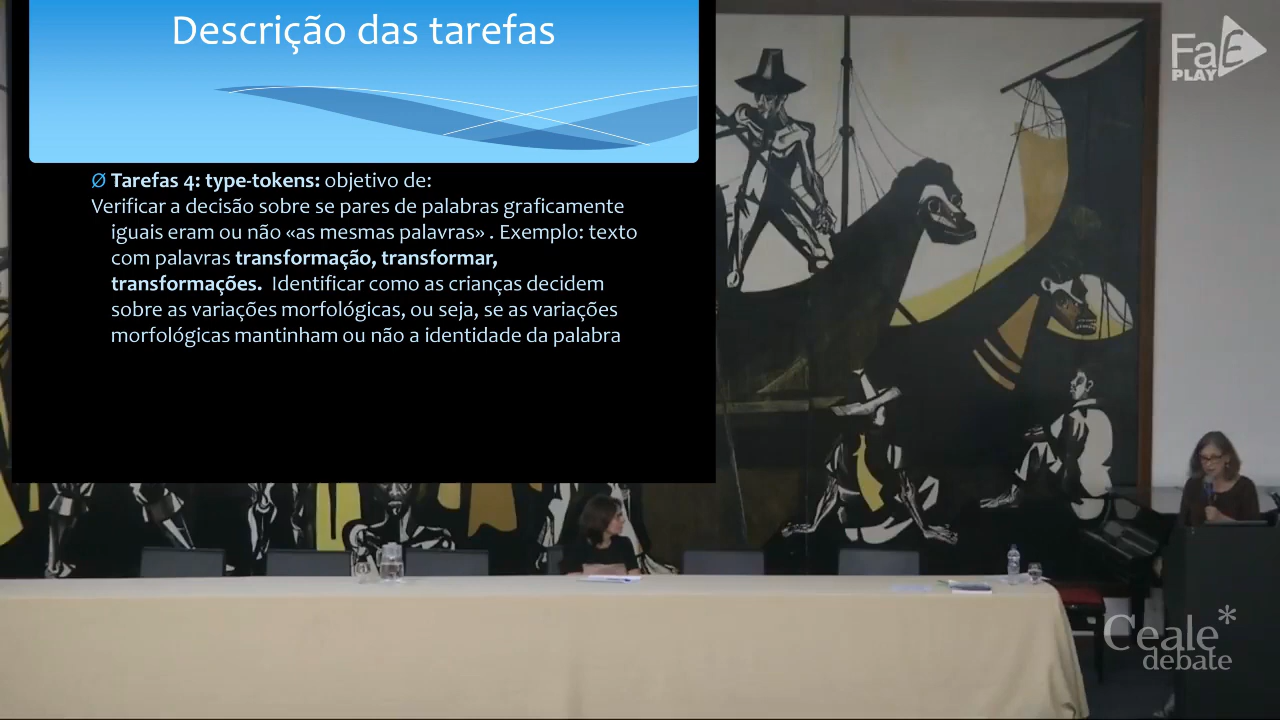 Descrição das tarefas
Ø Tarefas 4: type-tokens: objetivo de:
Verificar a decisão sobre se pares de palabras graficamente
iguais eram ou não «as mesmas palavras» . Exemplo: texto
com palavras transformação, transformar,
transformações. Identificar como as crianças decidem
sobre as variações morfológicas, ou seja, se as variações
morfológicas mantinham ou não a identidade da palabra
FaE
PLAY
Ceale*
debate